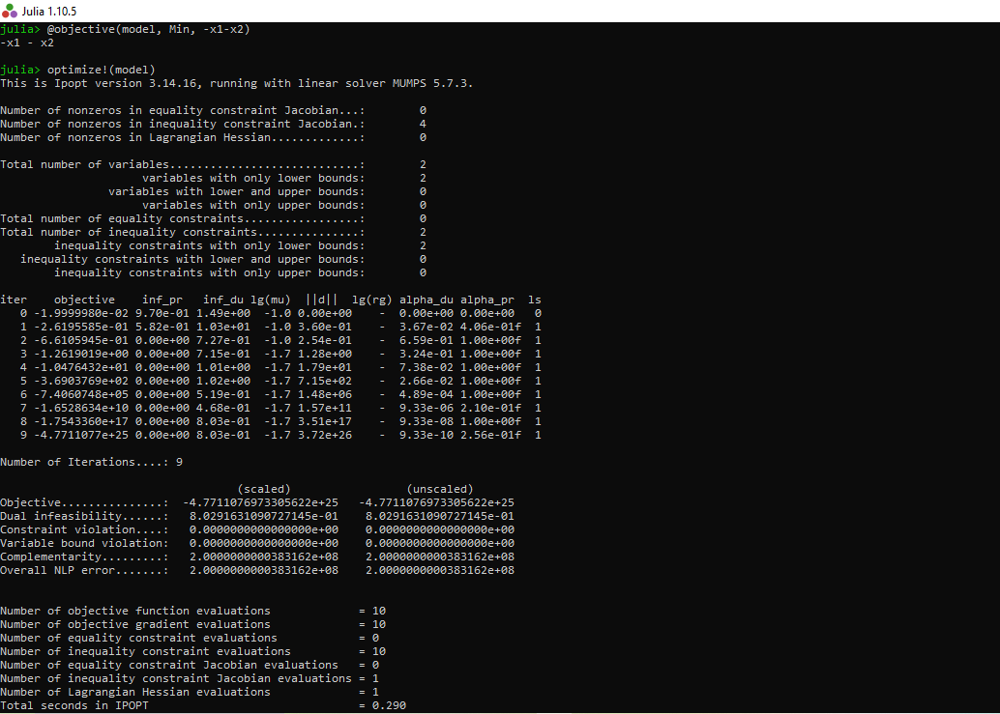 Julia 1.10.5
julia> @objective(model, Min, -x1-x2)
-x1 - x2
julia> optimize!(model)
This is Ipopt version 3.14.16, running with linear solver MUMPS 5.7.3.
Number of nonzeros in equality constraint Jacobian...:        0
Number of nonzeros in inequality constraint Jacobian.:        4
Number of nonzeros in Lagrangian Hessian.............:        0
Total number of variables............................:        2
                     variables with only lower bounds:        2
                variables with lower and upper bounds:        0
                     variables with only upper bounds:        0
Total number of equality constraints.................:        0
Total number of inequality constraints...............:        2
        inequality constraints with only lower bounds:        2
   inequality constraints with lower and upper bounds:        0
        inequality constraints with only upper bounds:        0
iter    objective    inf_pr   inf_du lg(mu)  ||d||  lg(rg) alpha_du alpha_pr  ls
   0 -1.9999980e-02 9.70e-01 1.49e+00  -1.0 0.00e+00    -  0.00e+00 0.00e+00   0
   1 -2.6195585e-01 5.82e-01 1.03e+01  -1.0 3.60e-01    -  3.67e-02 4.06e-01f  1
   2 -6.6105945e-01 0.00e+00 7.27e-01  -1.0 2.54e-01    -  6.59e-01 1.00e+00f  1
   3 -1.2619019e+00 0.00e+00 7.15e-01  -1.7 1.28e+00    -  3.24e-01 1.00e+00f  1
   4 -1.0476432e+01 0.00e+00 1.01e+00  -1.7 1.79e+01    -  7.38e-02 1.00e+00f  1
   5 -3.6903769e+02 0.00e+00 1.02e+00  -1.7 7.15e+02    -  2.66e-02 1.00e+00f  1
   6 -7.4060748e+05 0.00e+00 5.19e-01  -1.7 1.48e+06    -  4.89e-04 1.00e+00f  1
   7 -1.6528634e+10 0.00e+00 4.68e-01  -1.7 1.57e+11    -  9.33e-06 2.10e-01f  1
   8 -1.7543360e+17 0.00e+00 8.03e-01  -1.7 3.51e+17    -  9.33e-08 1.00e+00f  1
   9 -4.7711077e+25 0.00e+00 8.03e-01  -1.7 3.72e+26    -  9.33e-10 2.56e-01f  1
Number of Iterations....: 9
                                   (scaled)                 (unscaled)
Objective...............:  -4.7711076973305622e+25   -4.7711076973305622e+25
Dual infeasibility......:   8.0291631090727145e-01    8.0291631090727145e-01
Constraint violation....:   0.0000000000000000e+00    0.0000000000000000e+00
Variable bound violation:   0.0000000000000000e+00    0.0000000000000000e+00
Complementarity.........:   2.0000000000383162e+08    2.0000000000383162e+08
Overall NLP error.......:   2.0000000000383162e+08    2.0000000000383162e+08
Number of objective function evaluations             = 10
Number of objective gradient evaluations             = 10
Number of equality constraint evaluations            = 0
Number of inequality constraint evaluations          = 10
Number of equality constraint Jacobian evaluations   = 0
Number of inequality constraint Jacobian evaluations = 1
Number of Lagrangian Hessian evaluations             = 1
Total seconds in IPOPT                               = 0.290